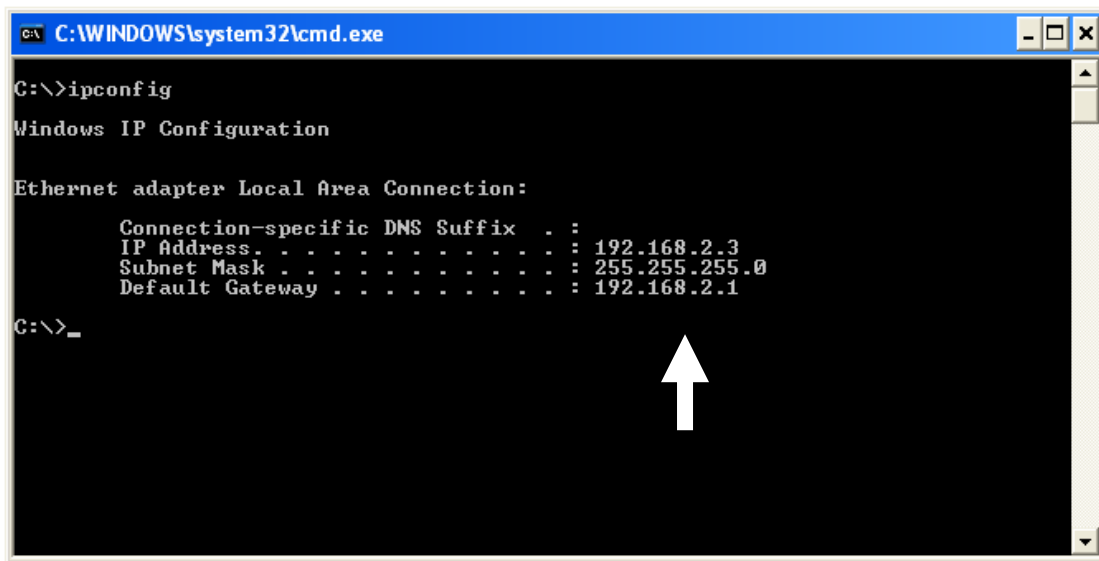 C:\WINDOWS\system32\cmd.exe
C:\>ipconfig
Windows IP Configuration
Ethernet adapter Local Area Connection:
Connection-specific DNS Suffix . :
IP Address. . . . . . . . . . . . : 192.168.2.3
Subnet Mask . . . . . . . . . . . : 255.255.255.0
Default Gateway . . . . . . . . . : 192.168.2.1
C:\>_